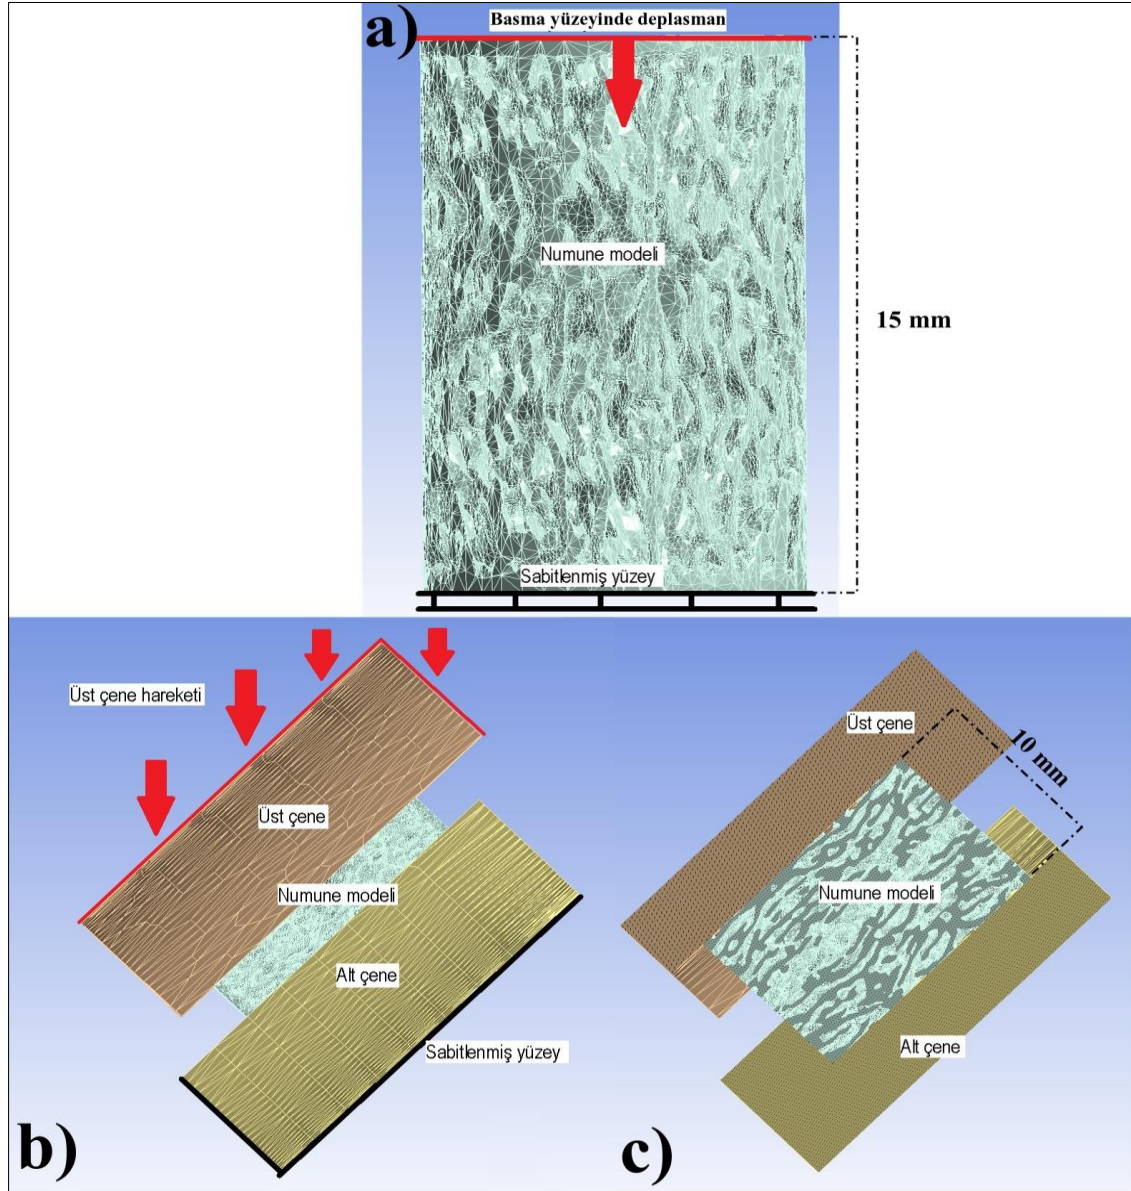 a)
Basma yüzeyinde deplasman
Numune modeli
15 mm
Sabitlenmiş yüzey
Üst çene hareketi
Üst çene
Numune modeli
Alt çene
Sabitlenmiş yüzey
b)
Üst çene
10 mm
Numune modeli
Alt çene
c)